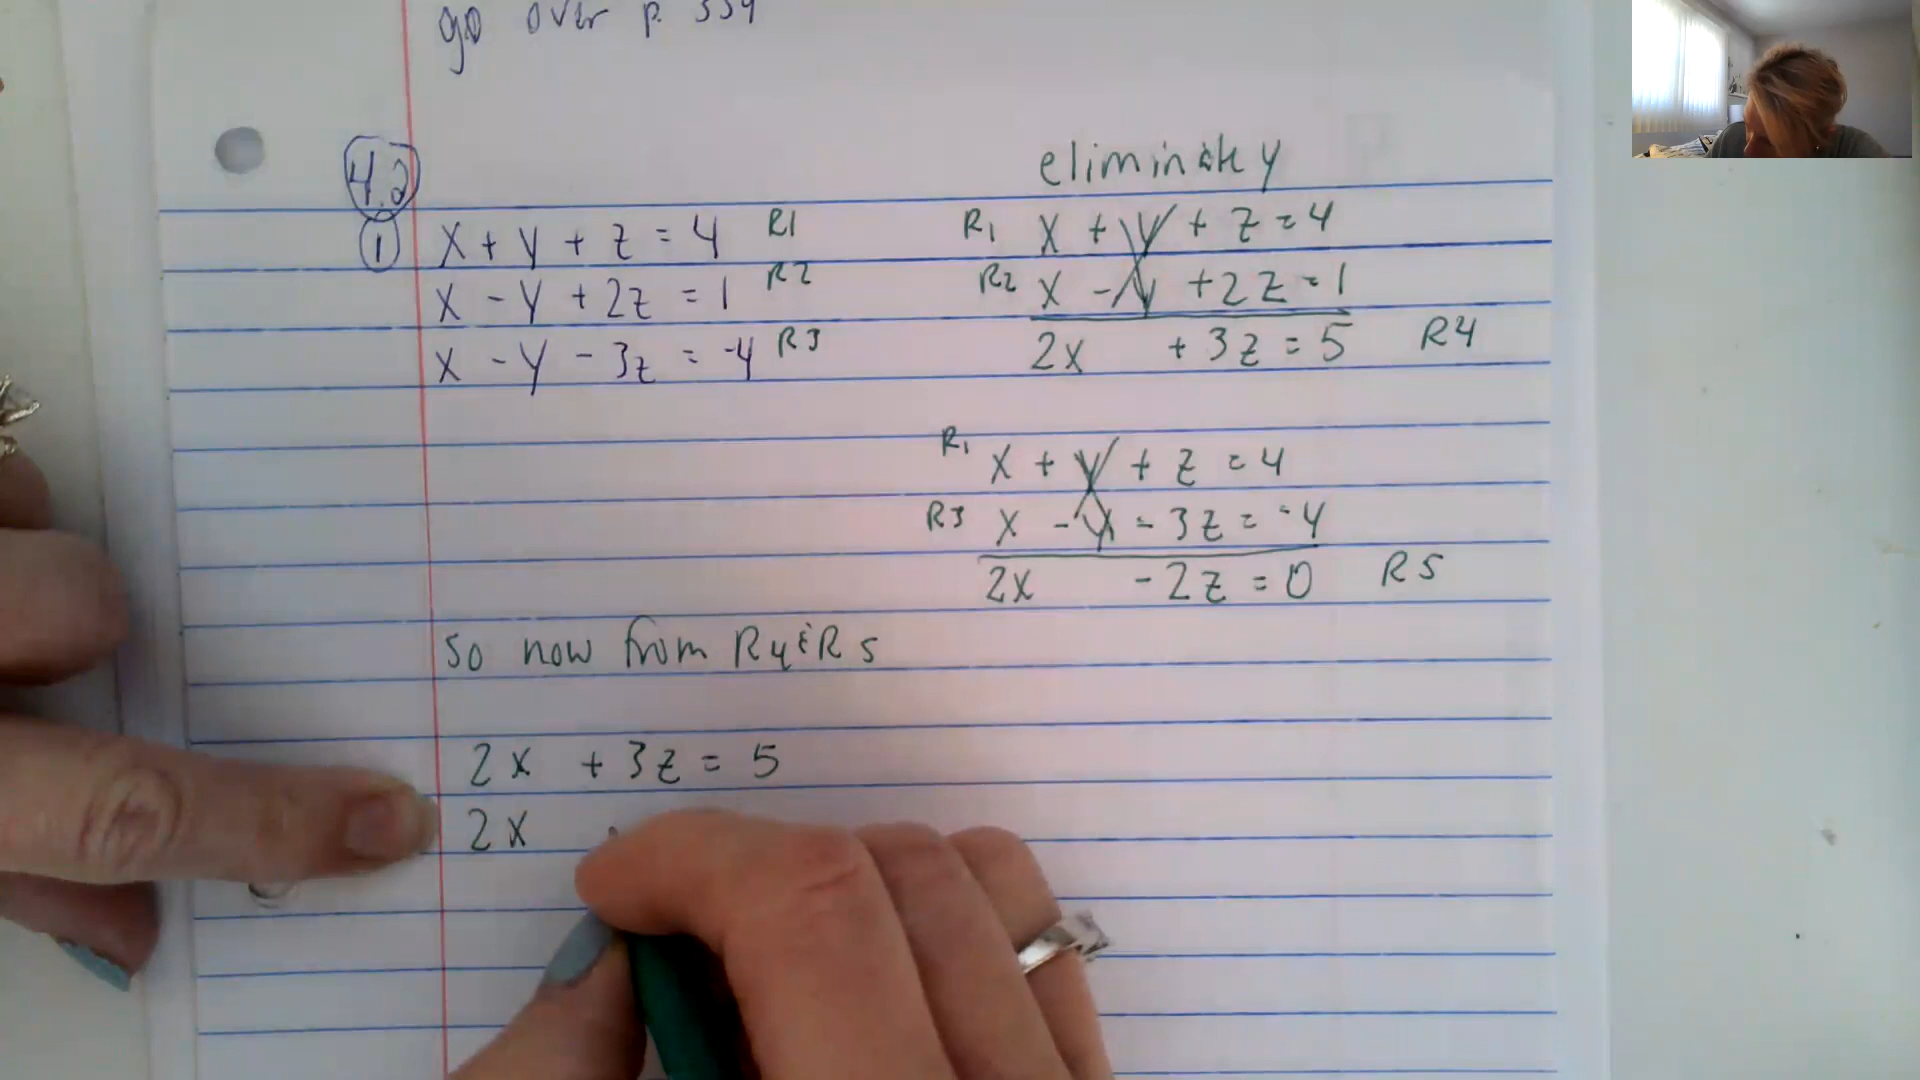 go over p. 334
4.2
eliminate y
① x + y + z = 4 R1
x - y + 2z = 1 R2
x - y - 3z = -4 R3
R1 x + y + z = 4
R2 x - y + 2z = 1
2x + 3z = 5 R4
R1 x + y + z = 4
R3 x - y - 3z = -4
2x - 2z = 0 R5
so now from R4 & R5
2x + 3z = 5
2x -